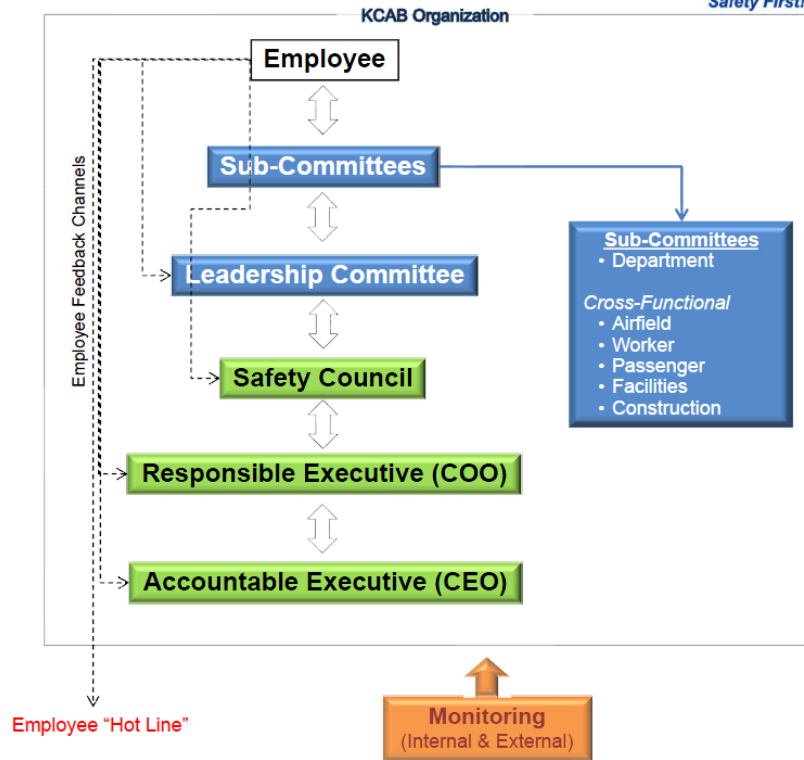 Safety First!
KCAB Organization
Employee
Employee Feedback Channels
Sub-Committees
Sub-Committees
• Department
Cross-Functional
• Airfield
• Worker
• Passenger
• Facilities
• Construction
Leadership Committee
Safety Council
Responsible Executive (COO)
Accountable Executive (CEO)
Employee “Hot Line”
Monitoring
(Internal & External)